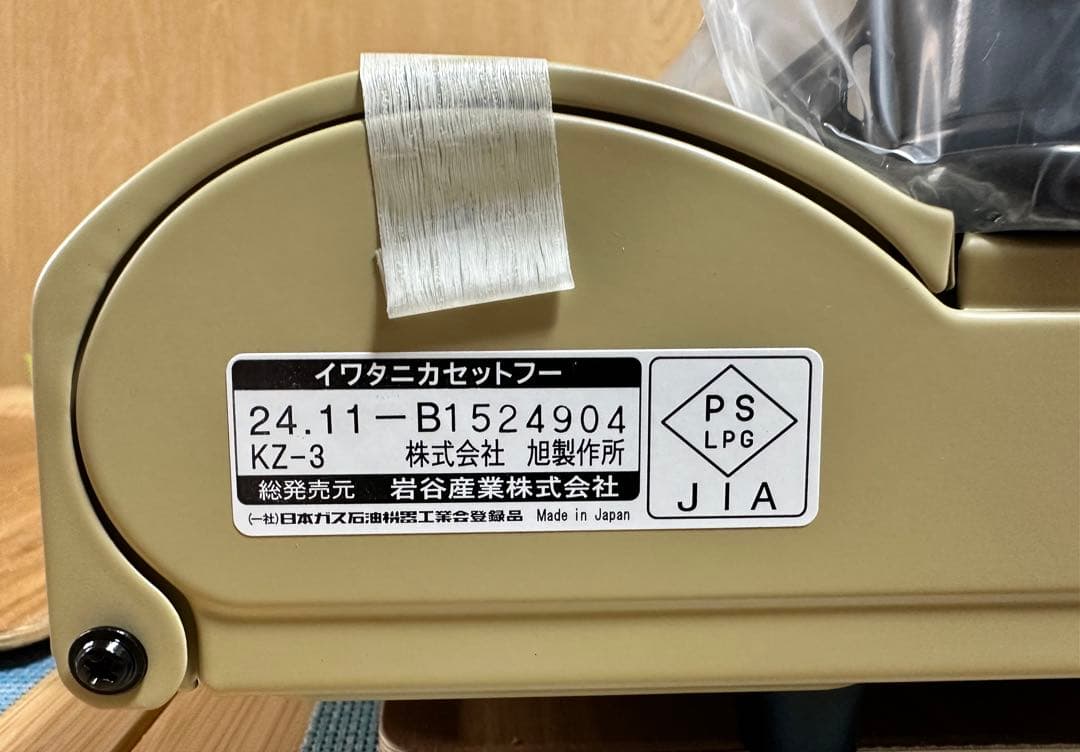 イワタニカセットフー
24.11－B1524904
KZ-3 株式会社 旭製作所
総発売元 岩谷産業株式会社
(一社)日本ガス石油機器工業会登録品 Made in Japan
PS
LPG
JIA